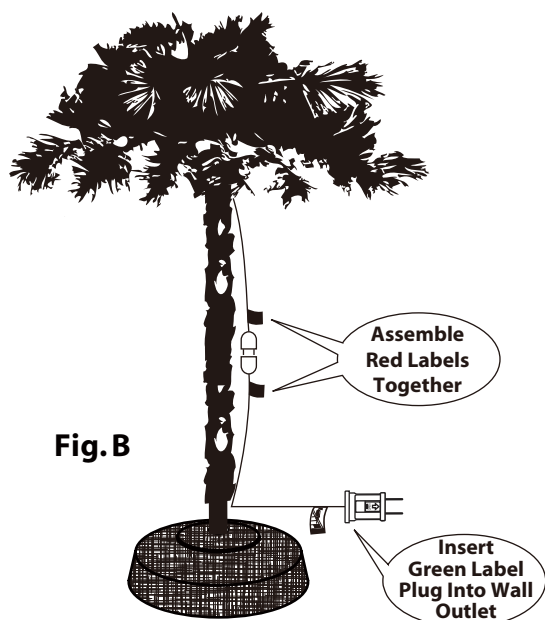 Assemble
Red Labels
Together
Fig. B
Insert
Green Label
Plug Into Wall
Outlet